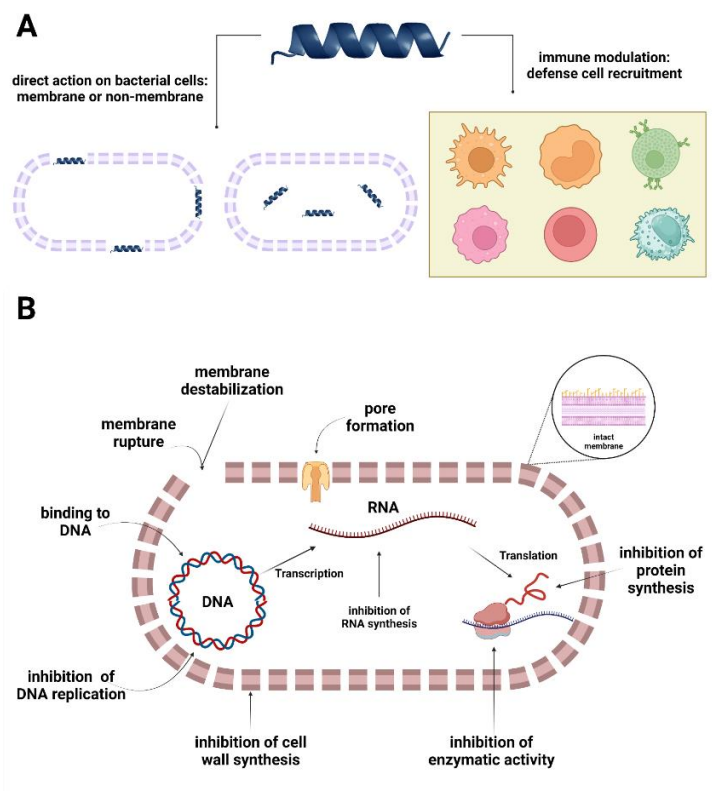 A
direct action on bacterial cells:
membrane or non-membrane
immune modulation:
defense cell recruitment
B
membrane
destabilization
membrane
rupture
pore
formation
intact
membrane
binding to
DNA
RNA
DNA
Transcription
Translation
inhibition of
RNA synthesis
inhibition of
protein
synthesis
inhibition of
DNA replication
inhibition of cell
wall synthesis
inhibition of
enzymatic activity